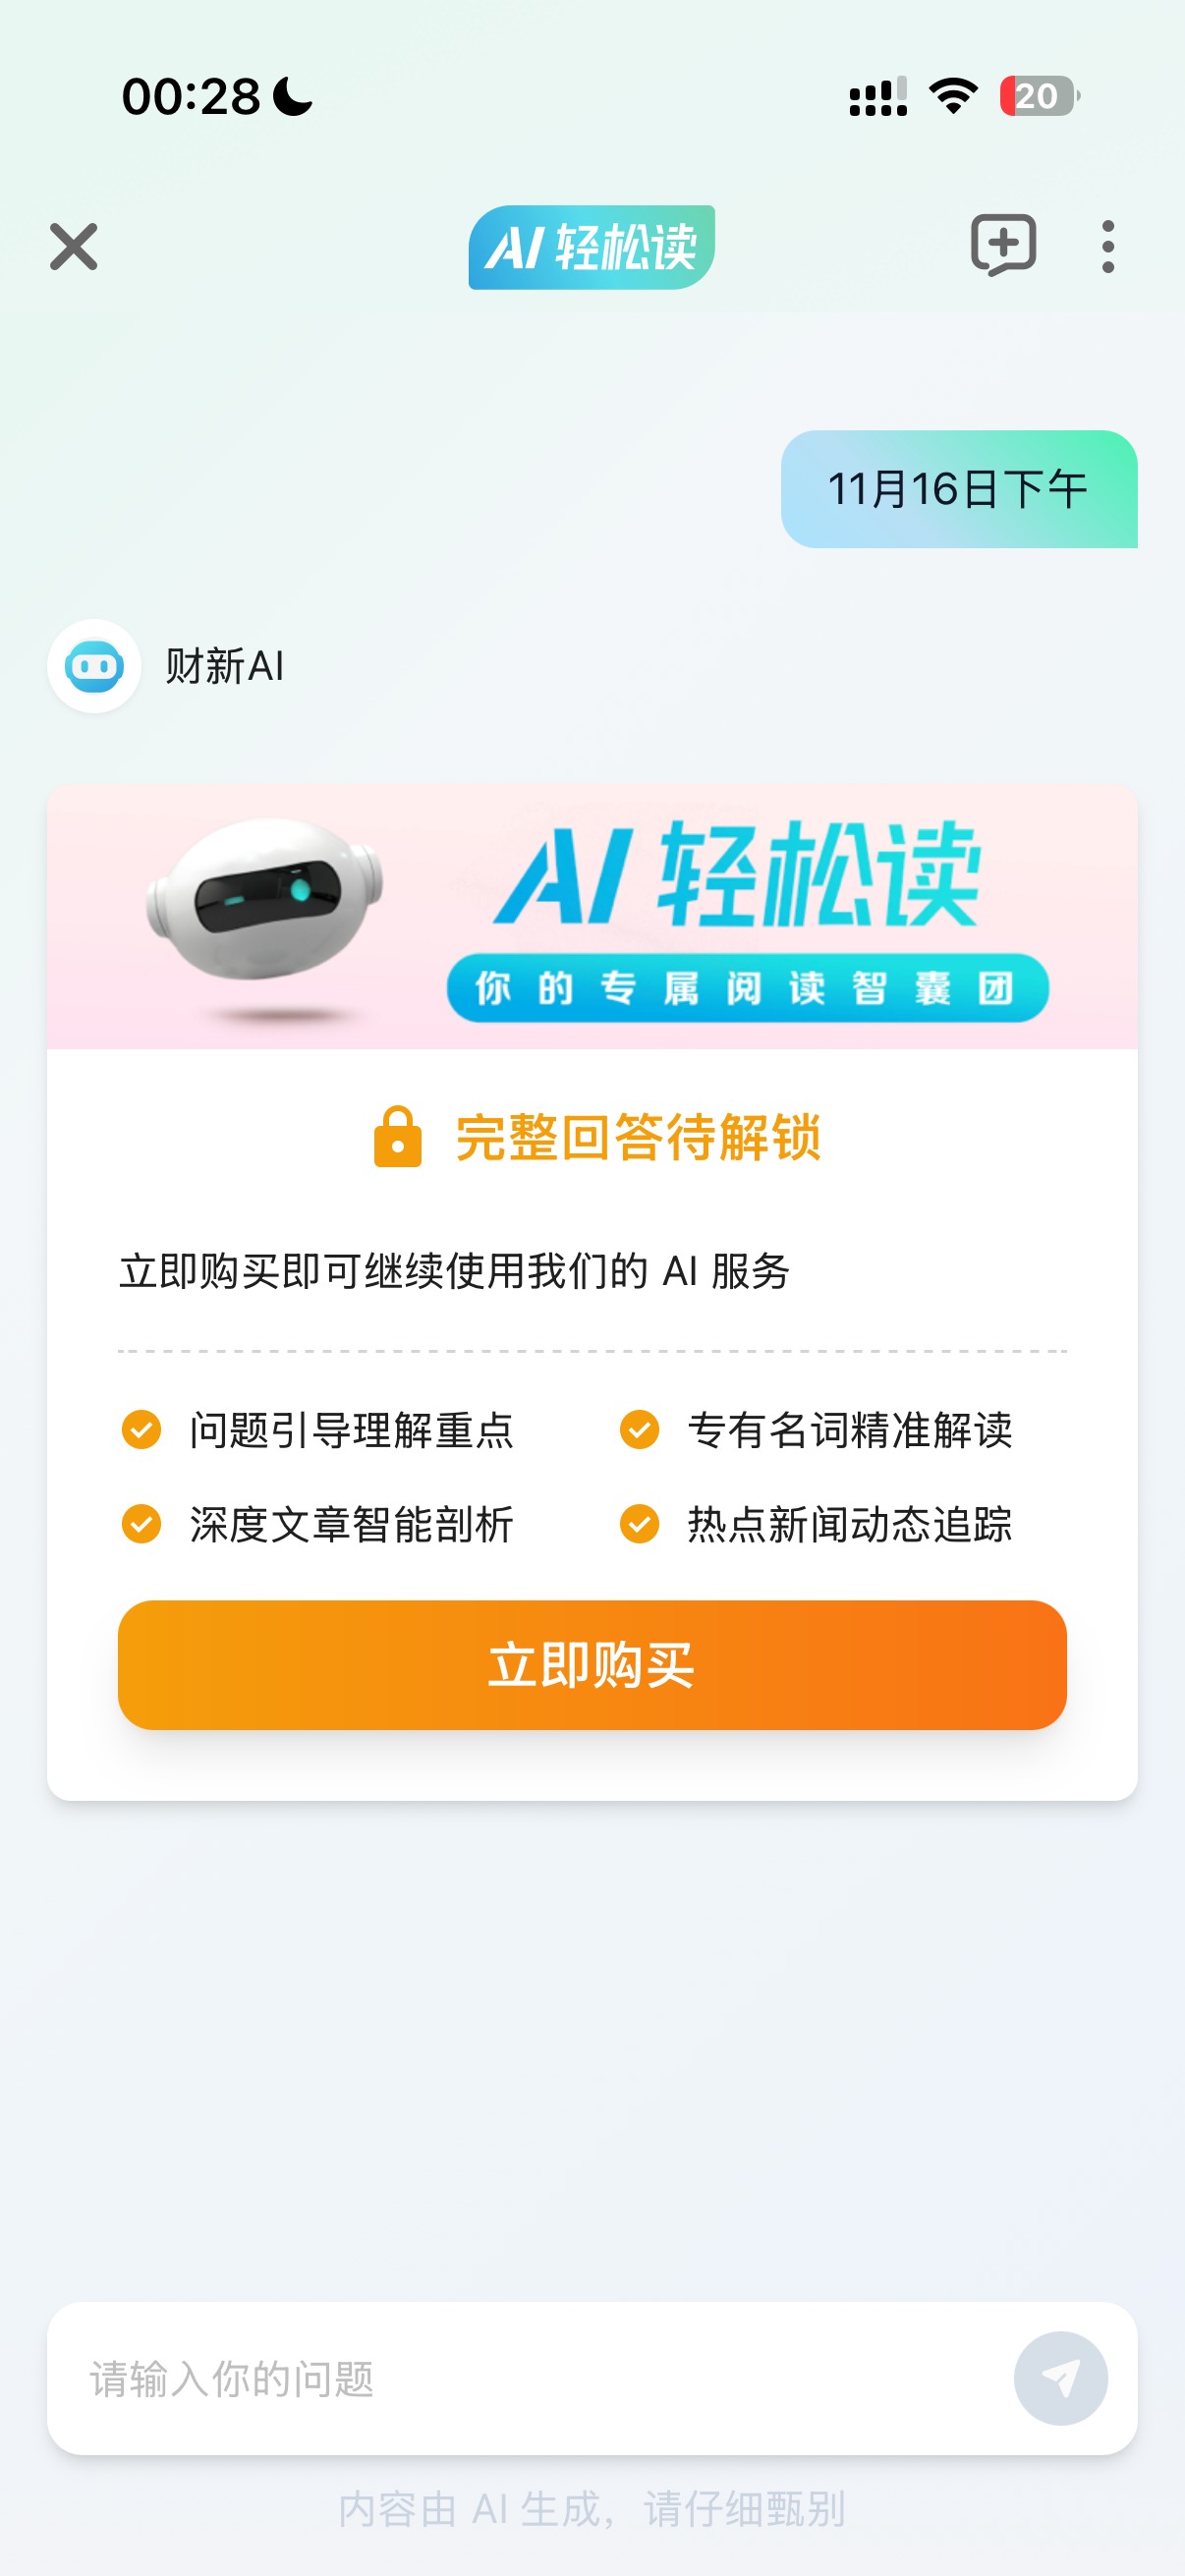 00:28
20
AI 轻松读
11月16日下午
财新AI
AI 轻松读
你的专属阅读智囊团
完整回答待解锁
立即购买即可继续使用我们的 AI 服务
问题引导理解重点
专有名词精准解读
深度文章智能剖析
热点新闻动态追踪
立即购买
请输入你的问题
内容由 AI 生成，请仔细甄别